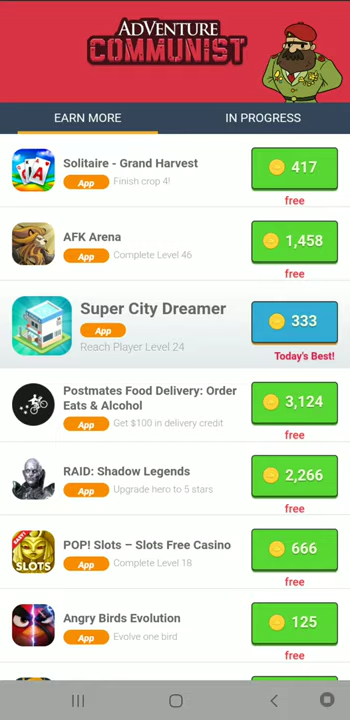 ADVENTURE
COMMUNIST
EARN MORE
IN PROGRESS
Solitaire - Grand Harvest
App
Finish crop 4!
417
free
AFK Arena
App
Complete Level 46
1,458
free
Super City Dreamer
App
Reach Player Level 24
333
Today's Best!
Postmates Food Delivery: Order
Eats & Alcohol
App
Get $100 in delivery credit
3,124
free
RAID: Shadow Legends
App
Upgrade hero to 5 stars
2,266
free
SLOTS
POP! Slots – Slots Free Casino
App
Complete Level 18
666
free
Angry Birds Evolution
App
Evolve one bird
125
free